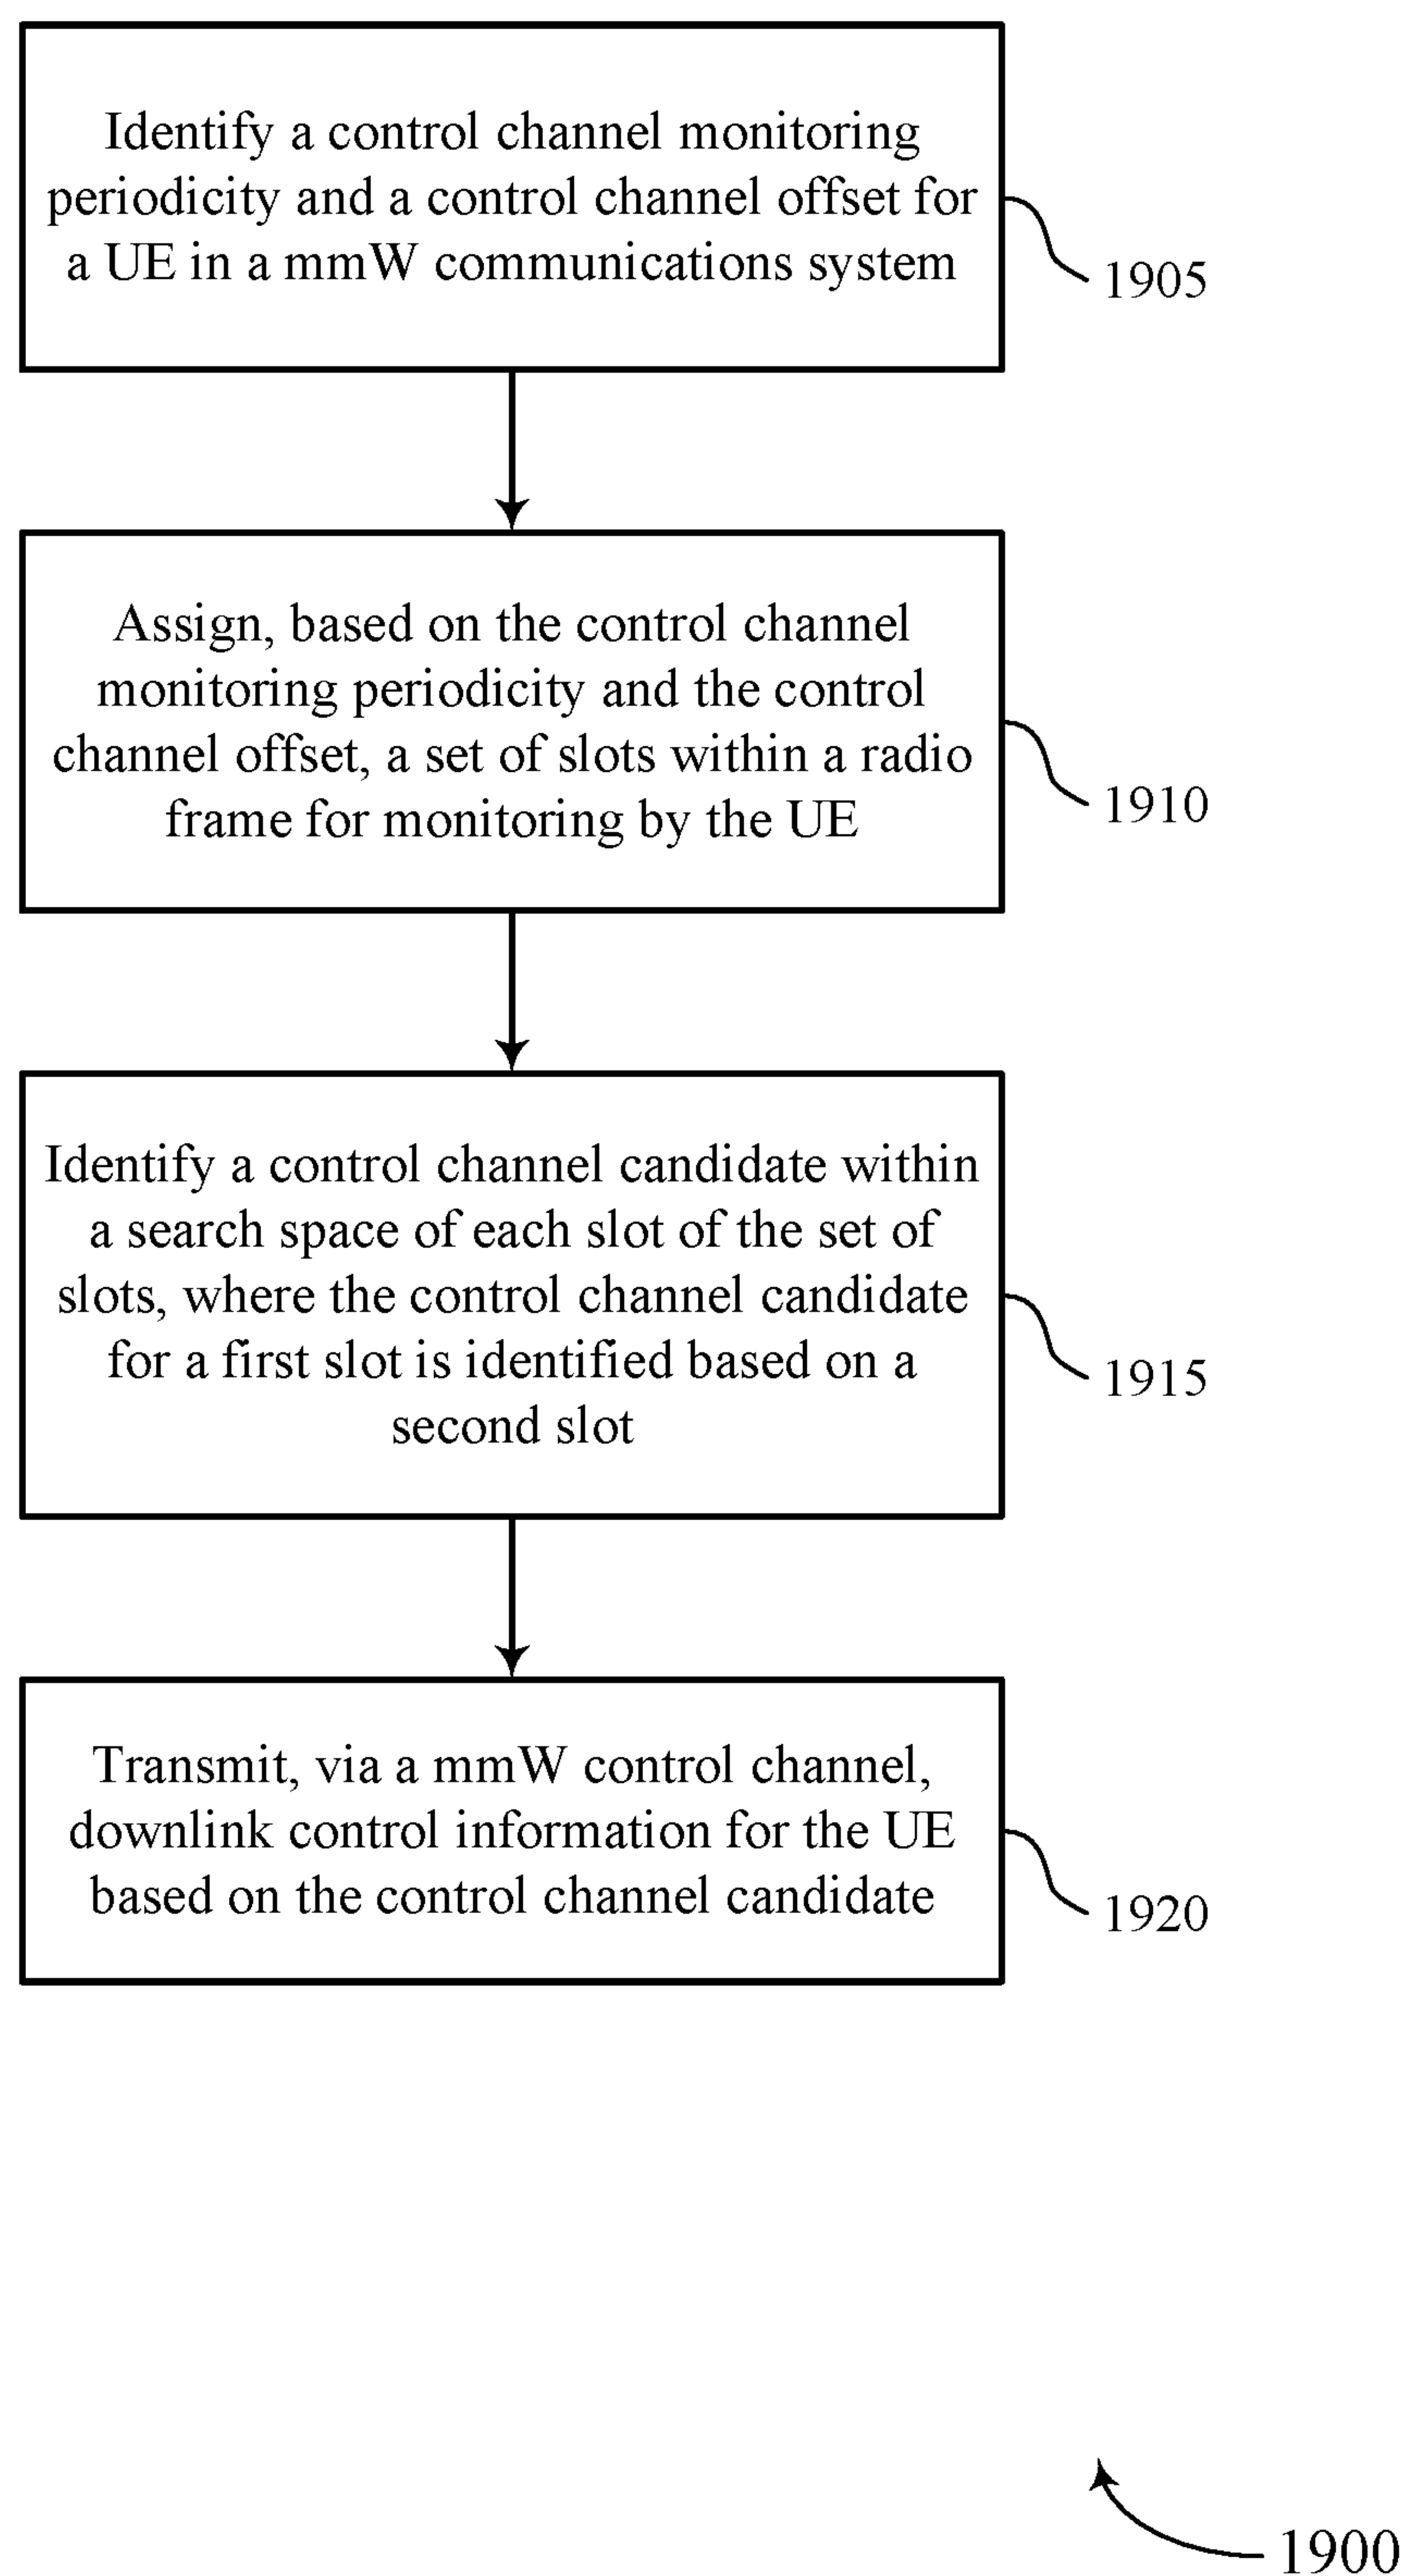 Identify a control channel monitoring
periodicity and a control channel offset for
a UE in a mmW communications system
1905
Assign, based on the control channel
monitoring periodicity and the control
channel offset, a set of slots within a radio
frame for monitoring by the UE
1910
Identify a control channel candidate within
a search space of each slot of the set of
slots, where the control channel candidate
for a first slot is identified based on a
second slot
1915
Transmit, via a mmW control channel,
downlink control information for the UE
based on the control channel candidate
1920
1900